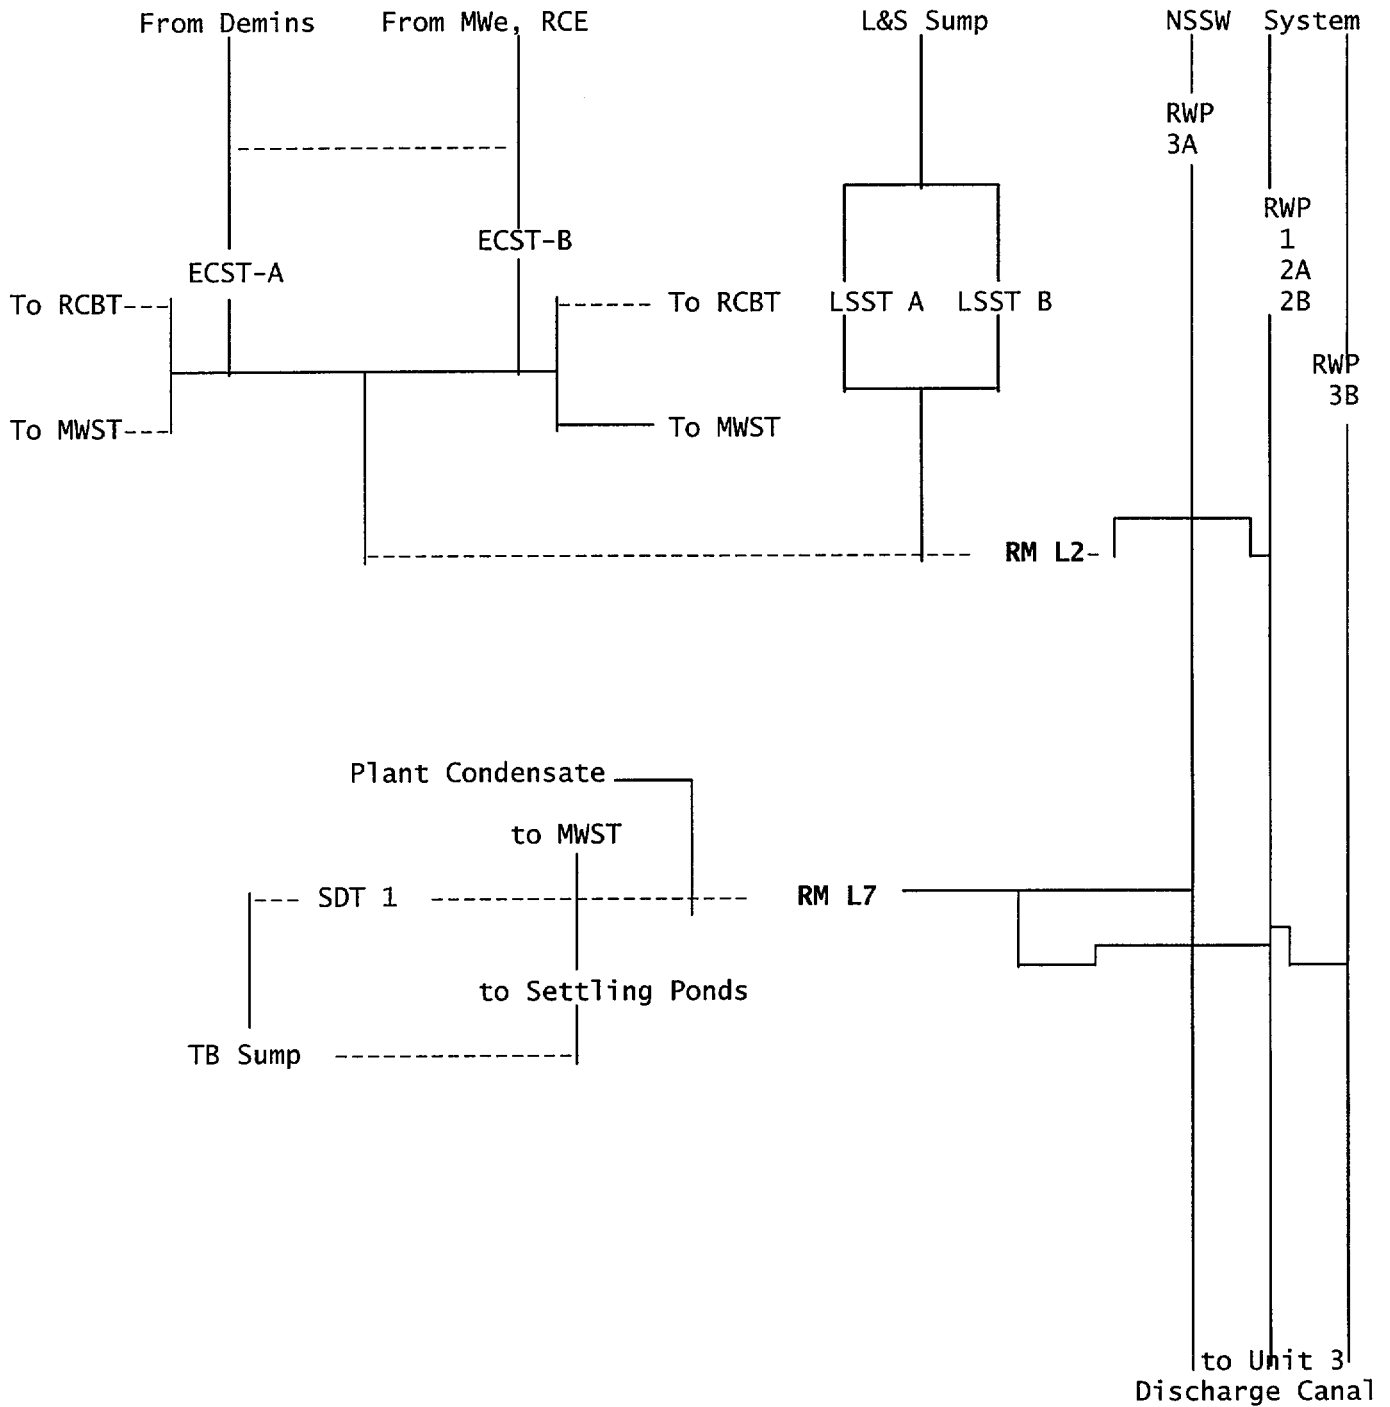 From Demins
From MWe, RCE
L&S Sump
NSSW System
RWP
3A
RWP
1
2A
2B
ECST-B
ECST-A
To RCBT
To RCBT
LSST A
LSST B
RWP
3B
To MWST
To MWST
RM L2
Plant Condensate
to MWST
SDT 1
RM L7
to Settling Ponds
TB Sump
to Unit 3
Discharge Canal